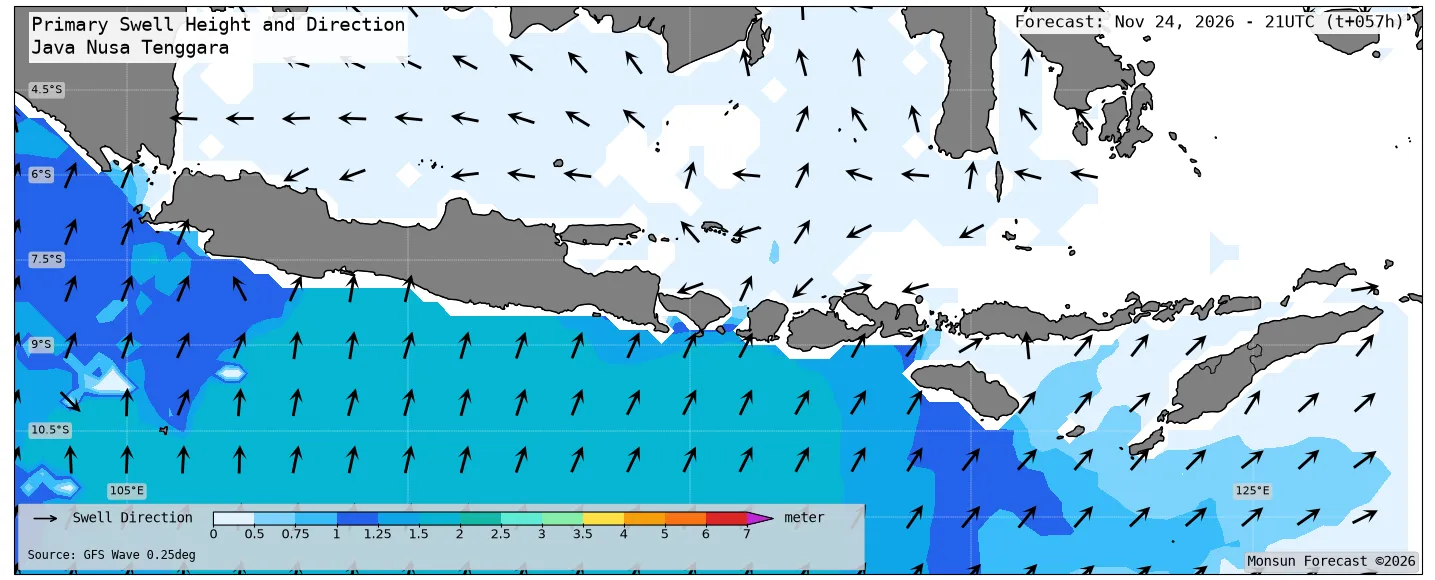 Primary Swell Height and Direction
Java Nusa Tenggara
Forecast: Nov 24, 2026 - 21UTC (t+057h)
4.5°S
6°S
7.5°S
9°S
10.5°S
105°E
125°E
Swell Direction
meter
0 0.5 0.75 1 1.25 1.5 2 2.5 3 3.5 4 5 6 7
Source: GFS Wave 0.25deg
Monsun Forecast ©2026